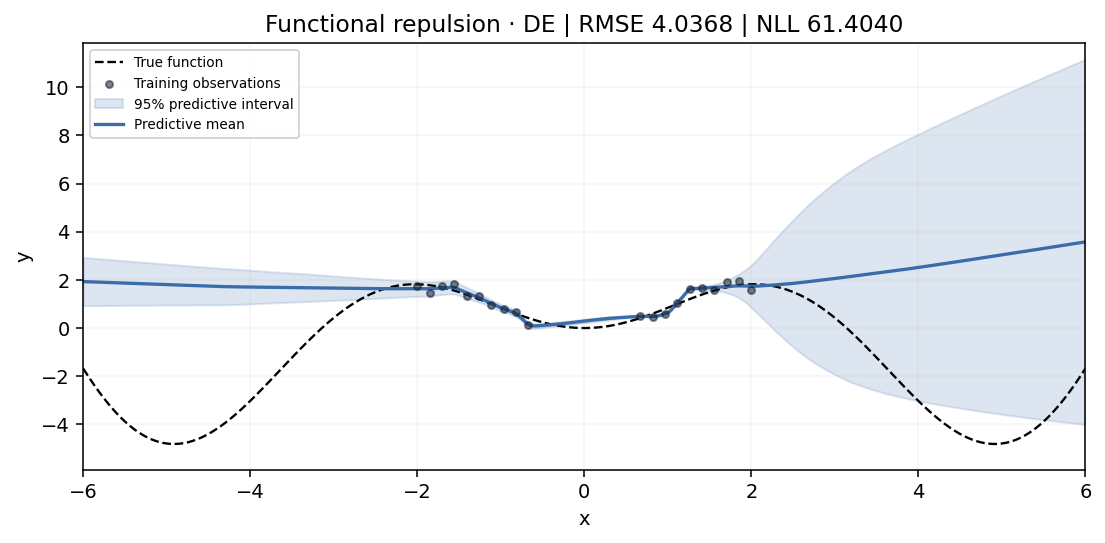 Functional repulsion · DE | RMSE 4.0368 | NLL 61.4040
True function
Training observations
95% predictive interval
Predictive mean
10
8
6
4
2
0
−2
−4
y
−6 −4 −2 0 2 4 6
x